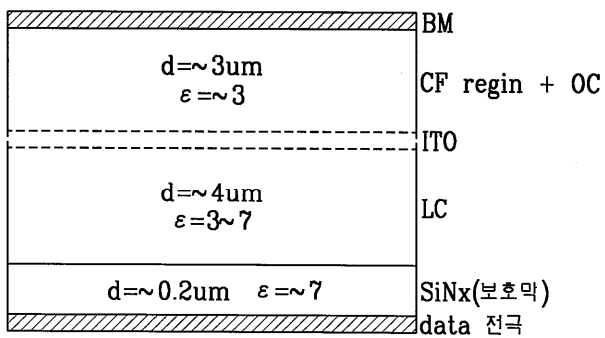 BM
d=~3um
ε=~3
CF regin + OC
ITO
d=~4um
ε=3~7
LC
d=~0.2um ε=~7
SiNx(보호막)
data 전극